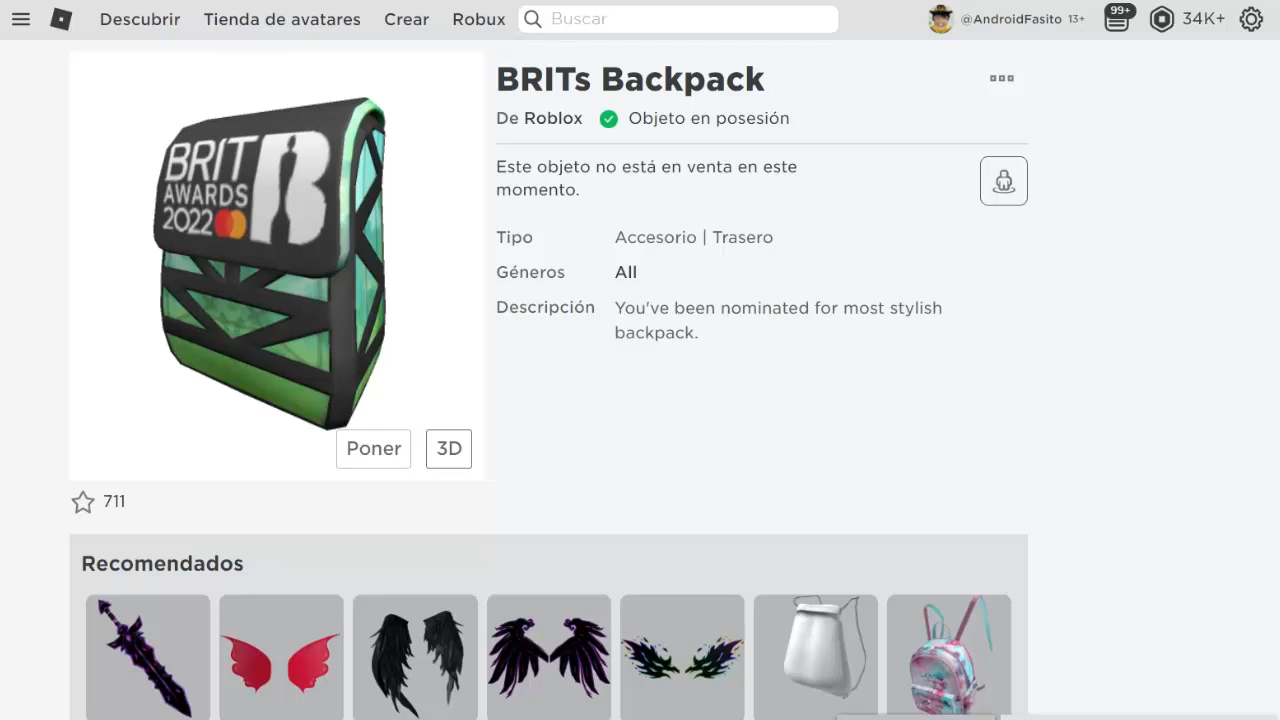 Descubrir Tienda de avatares Crear Robux Buscar @AndroidFasito 13+ 99+ 34K+
BRITs Backpack
De Roblox Objeto en posesión
Este objeto no está en venta en este
momento.
Tipo Accesorio | Trasero
Géneros All
Descripción You've been nominated for most stylish
backpack.
BRIT
AWARDS
2022
B
Poner 3D
711
Recomendados